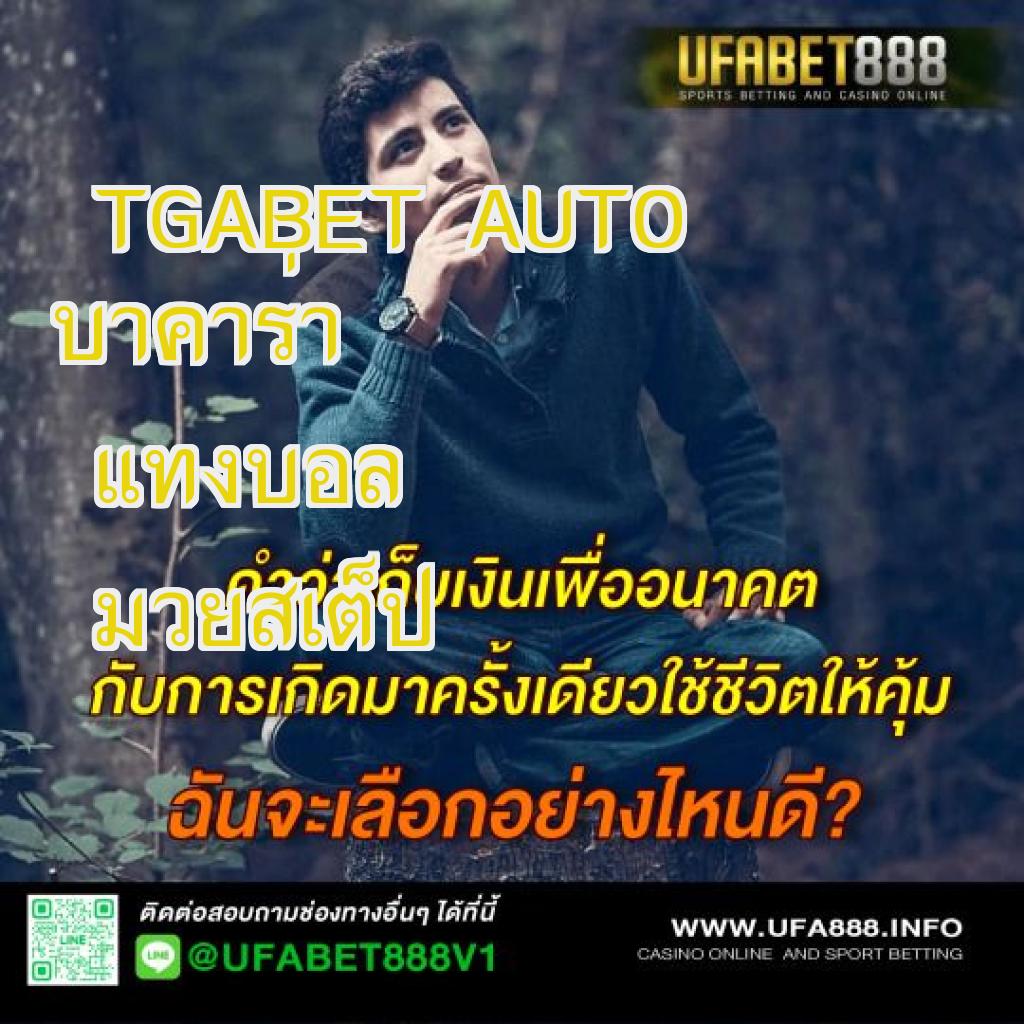 UFABET888
SPORTS BETTING AND CASINO ONLINE
TGABET AUTO
บาคารา
แทงบอล
มวยสเต็ป
เงินเพื่ออนาคต
กับการเกิดมาครั้งเดียวใช้ชีวิตให้คุ้ม
ฉันจะเลือกอย่างไหนดี?
ติดต่อสอบถามช่องทางอื่นๆ ได้ที่นี้
LINE
LINE @UFABET888V1
WWW.UFA888.INFO
CASINO ONLINE AND SPORT BETTING